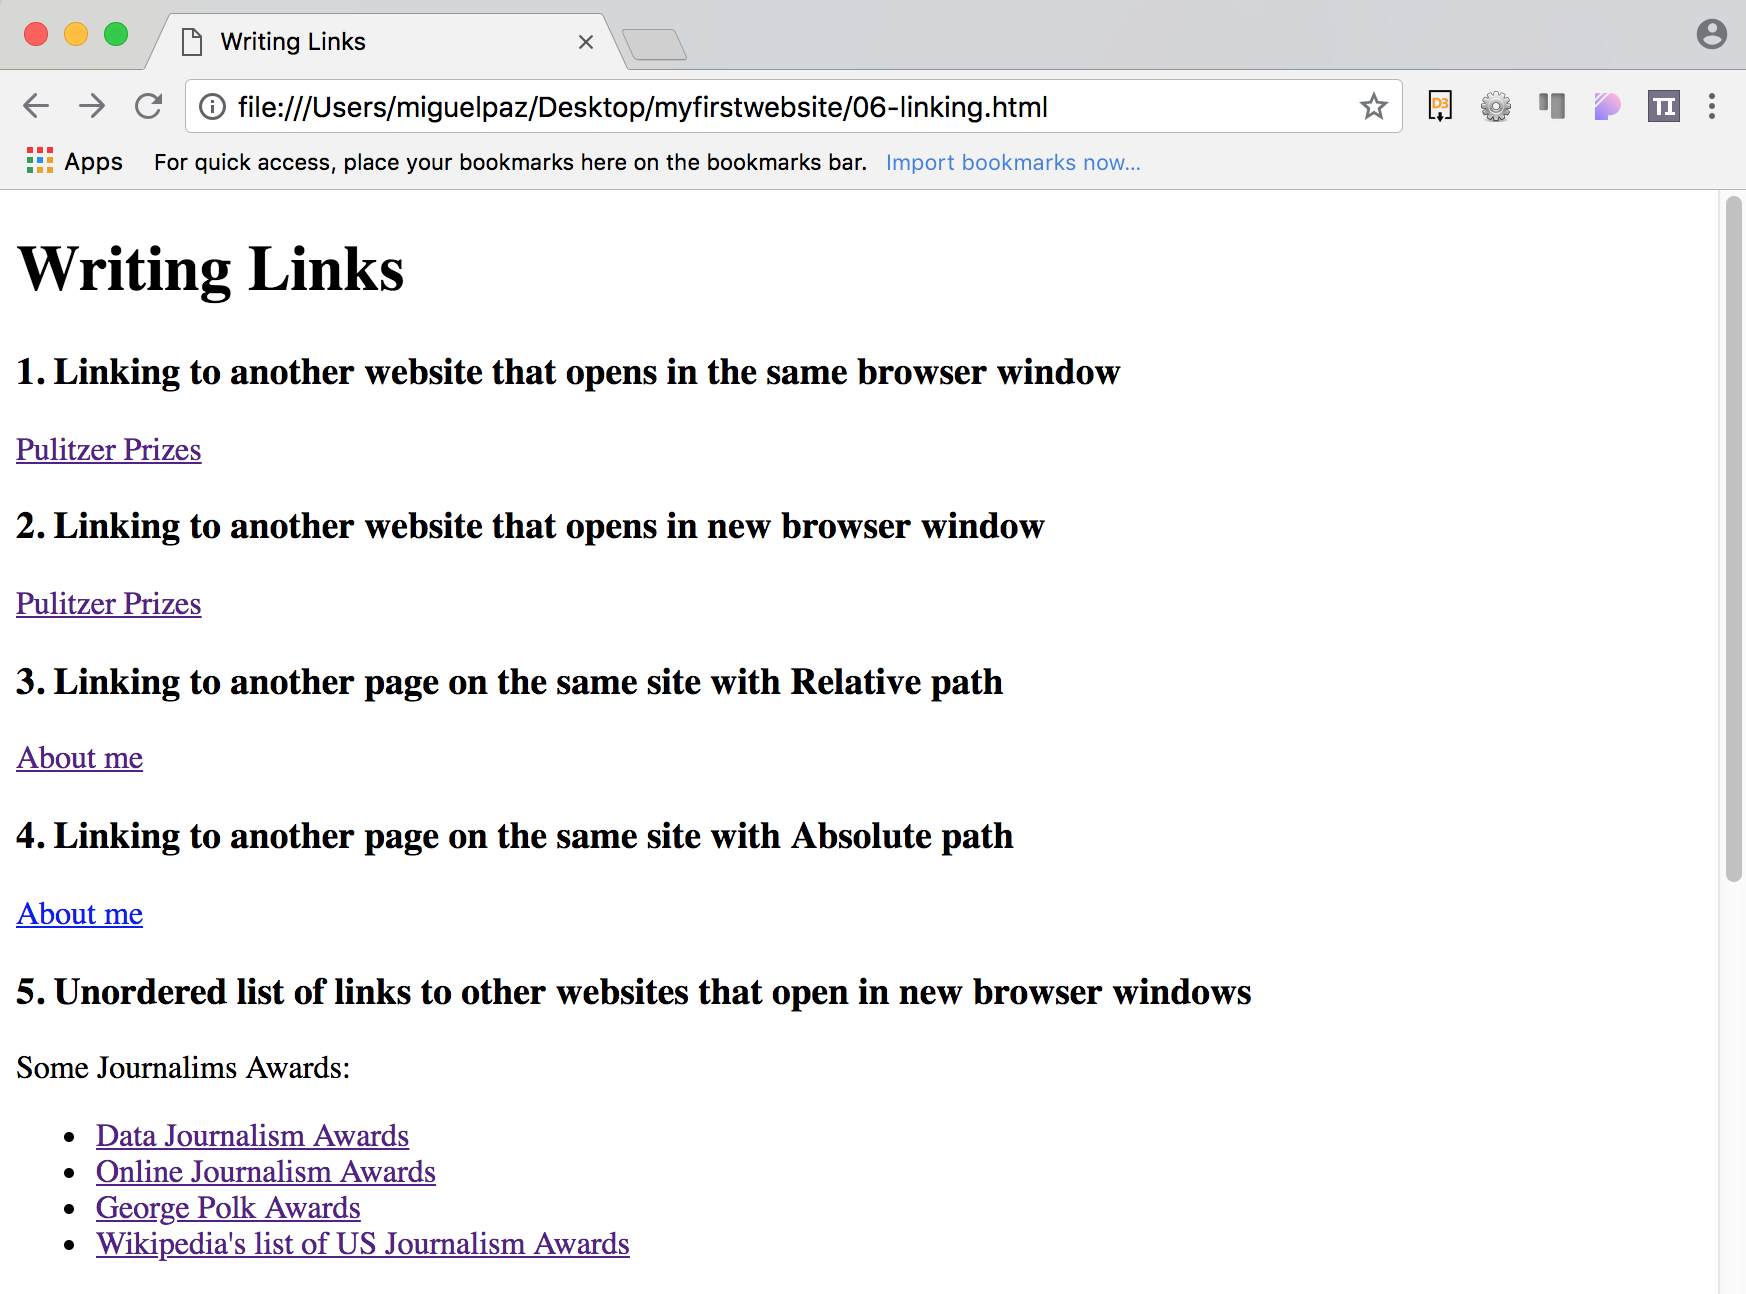 Writing Links
file:///Users/miguelpaz/Desktop/myfirstwebsite/06-linking.html
D3
Apps For quick access, place your bookmarks here on the bookmarks bar. Import bookmarks now...
Writing Links
1. Linking to another website that opens in the same browser window
Pulitzer Prizes
2. Linking to another website that opens in new browser window
Pulitzer Prizes
3. Linking to another page on the same site with Relative path
About me
4. Linking to another page on the same site with Absolute path
About me
5. Unordered list of links to other websites that open in new browser windows
Some Journalims Awards:
• Data Journalism Awards
• Online Journalism Awards
• George Polk Awards
• Wikipedia's list of US Journalism Awards